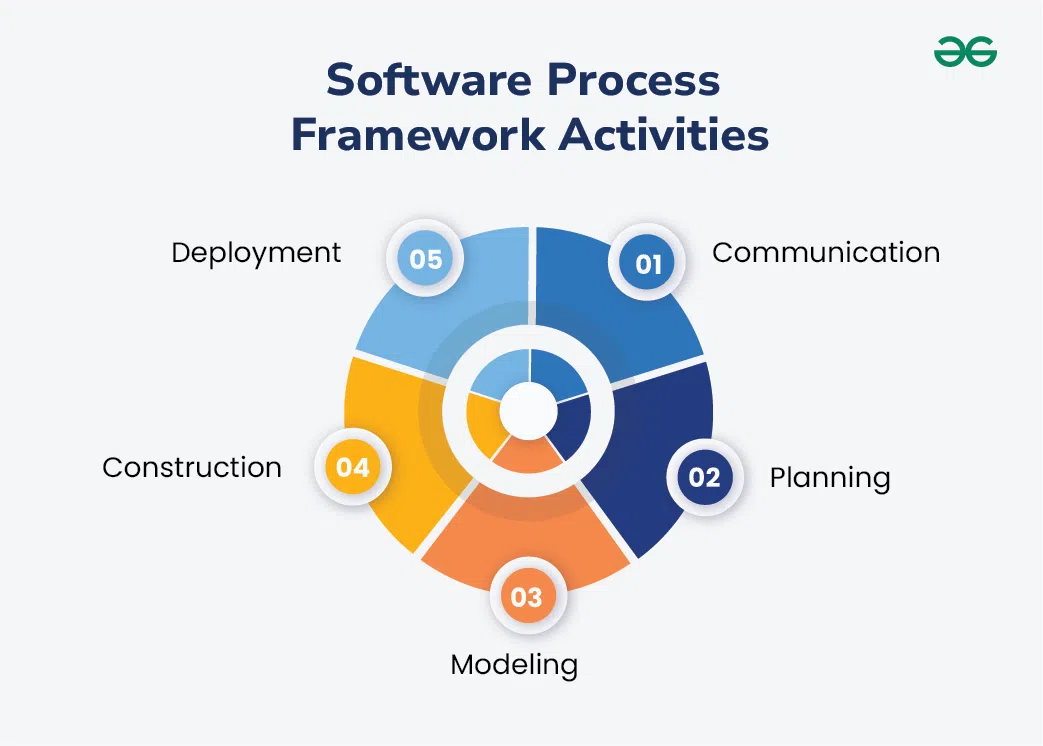 Software Process
Framework Activities
01
Communication
02
Planning
03
Modeling
04
Construction
05
Deployment